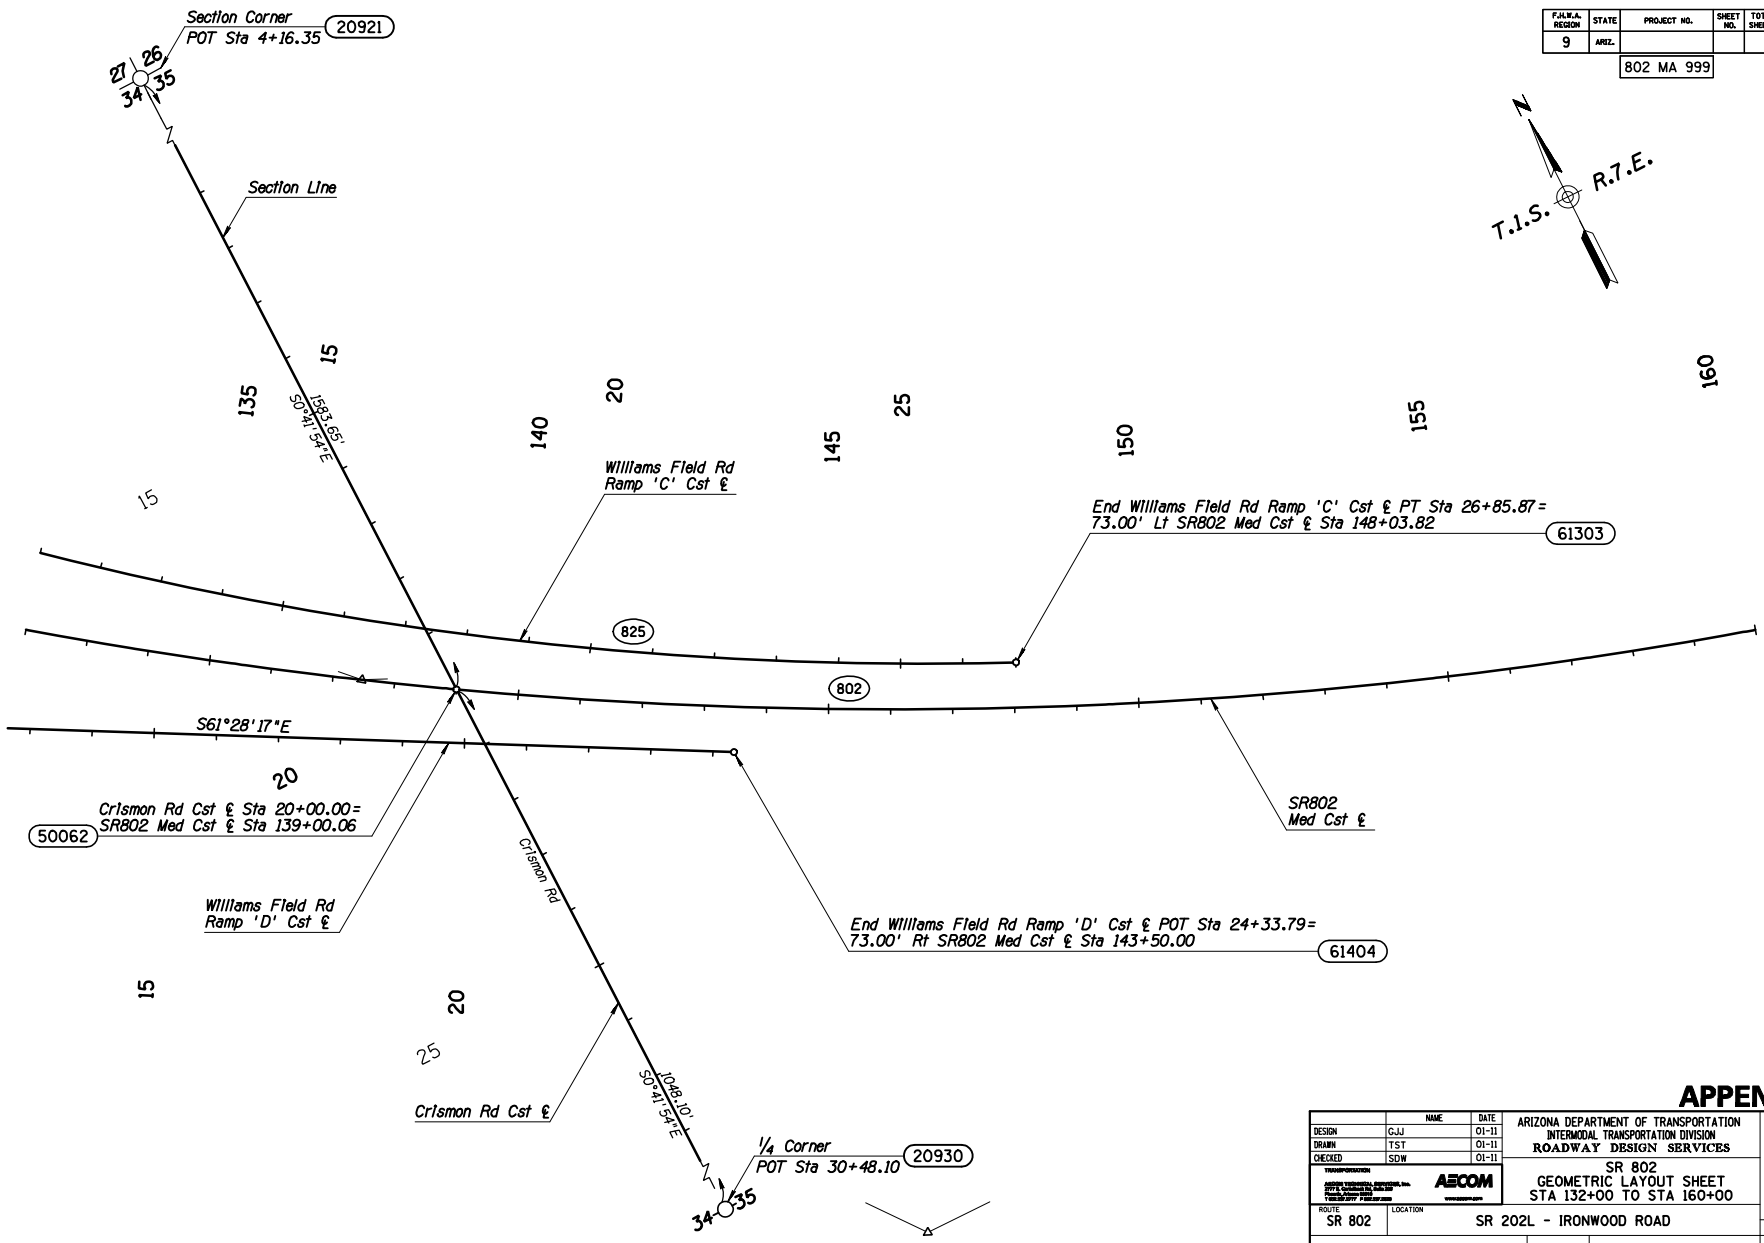 Section Corner
POT Sta 4+16.35
20921
27 26
34 35
F.H.W.A. REGION
STATE
PROJECT NO.
SHEET NO.
9
ARIZ.
802 MA 999
N
T.1.S.
R.7.E.
Section Line
1583.65'
S0°41'54"E
135
15
140
20
145
25
150
155
160
15
Williams Field Rd
Ramp 'C' Cst ℄
End Williams Field Rd Ramp 'C' Cst ℄ PT Sta 26+85.87=
73.00' Lt SR802 Med Cst ℄ Sta 148+03.82
61303
825
802
S61°28'17"E
20
Crismon Rd Cst ℄ Sta 20+00.00=
SR802 Med Cst ℄ Sta 139+00.06
50062
SR802
Med Cst ℄
Crismon Rd
Williams Field Rd
Ramp 'D' Cst ℄
End Williams Field Rd Ramp 'D' Cst ℄ POT Sta 24+33.79=
73.00' Rt SR802 Med Cst ℄ Sta 143+50.00
61404
15
20
25
Crismon Rd Cst ℄
1048.10'
S0°41'54"E
1/4 Corner
POT Sta 30+48.10
20930
34 35
APPEN
NAME DATE
DESIGN GJJ 01-11
DRAWN TST 01-11
CHECKED SDW 01-11
ARIZONA DEPARTMENT OF TRANSPORTATION
INTERMODAL TRANSPORTATION DIVISION
ROADWAY DESIGN SERVICES
TRANSPORTATION
AECOM
SR 802
GEOMETRIC LAYOUT SHEET
STA 132+00 TO STA 160+00
ROUTE
SR 802
LOCATION
SR 202L - IRONWOOD ROAD